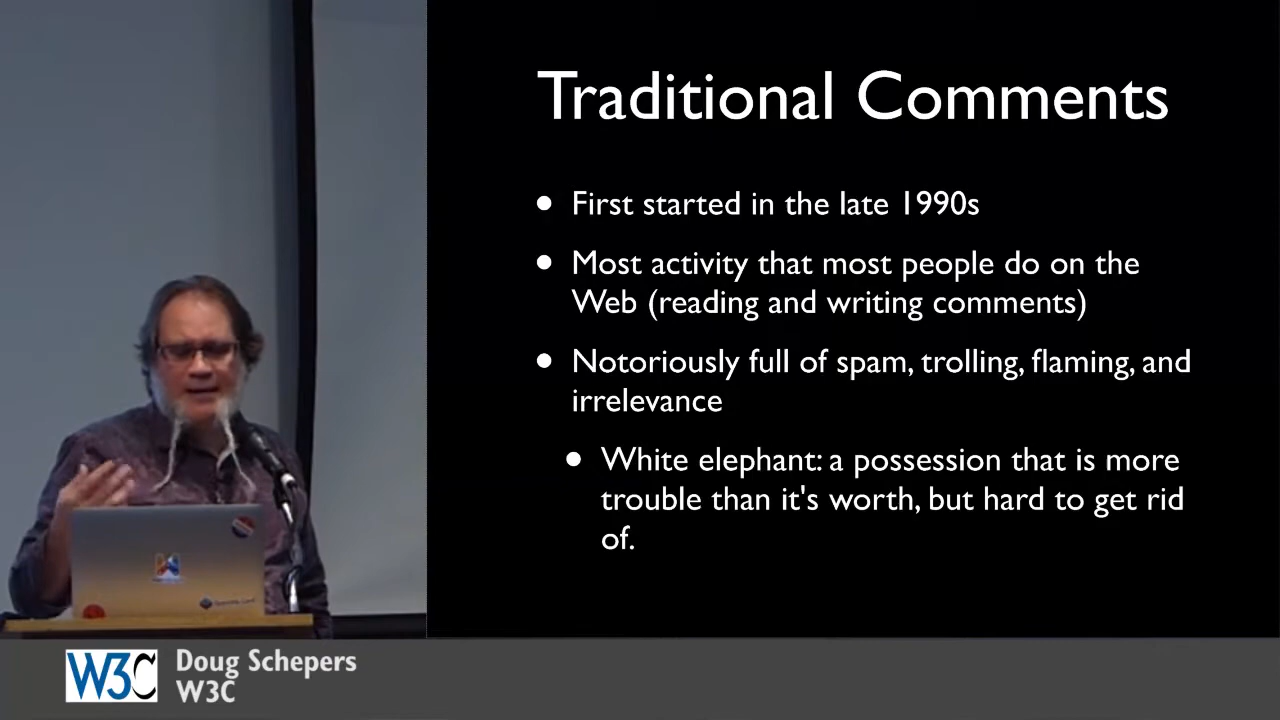 Traditional Comments
• First started in the late 1990s
• Most activity that most people do on the
Web (reading and writing comments)
• Notoriously full of spam, trolling, flaming, and
irrelevance
• White elephant: a possession that is more
trouble than it's worth, but hard to get rid
of.
W3C
Doug Schepers
W3C